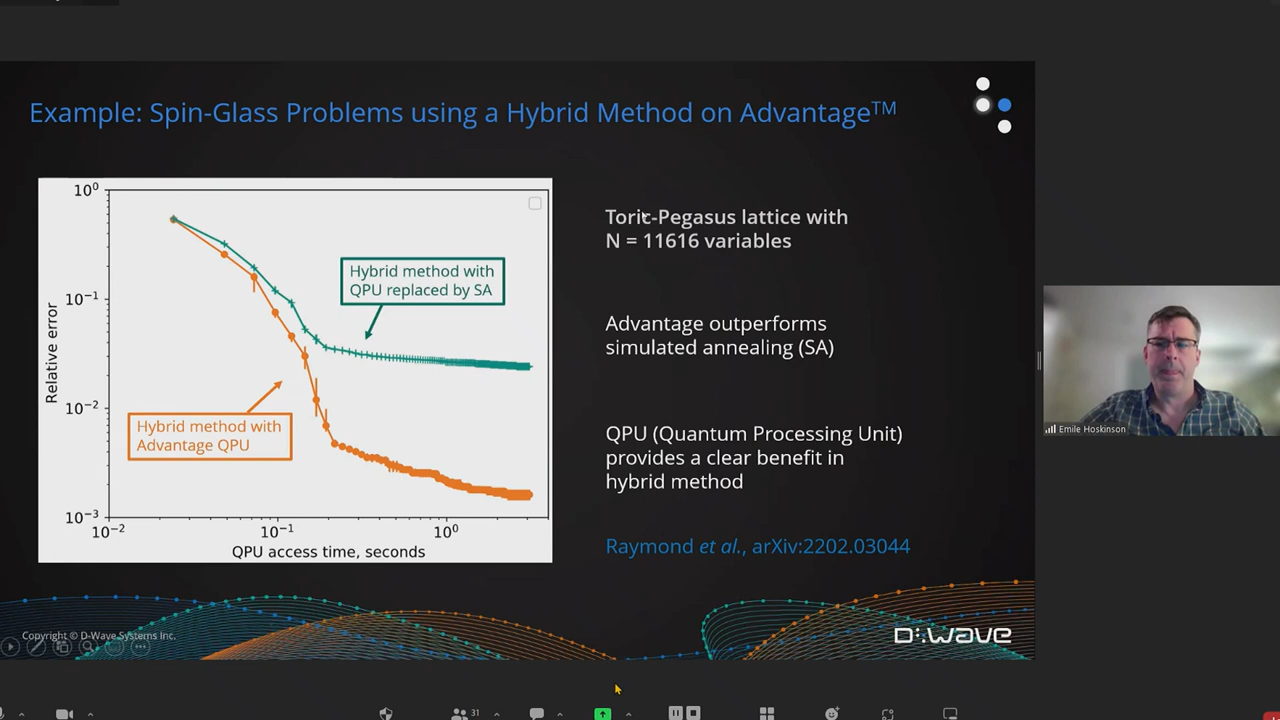 Example: Spin-Glass Problems using a Hybrid Method on Advantage™
10⁰
10⁻¹
10⁻²
10⁻³
Relative error
Hybrid method with
QPU replaced by SA
Hybrid method with
Advantage QPU
10⁻²
10⁻¹
10⁰
QPU access time, seconds
Toric-Pegasus lattice with
N = 11616 variables
Advantage outperforms
simulated annealing (SA)
QPU (Quantum Processing Unit)
provides a clear benefit in
hybrid method
Raymond et al., arXiv:2202.03044
Copyright © D-Wave Systems Inc.
D:wave
Emile Hoskinson
31